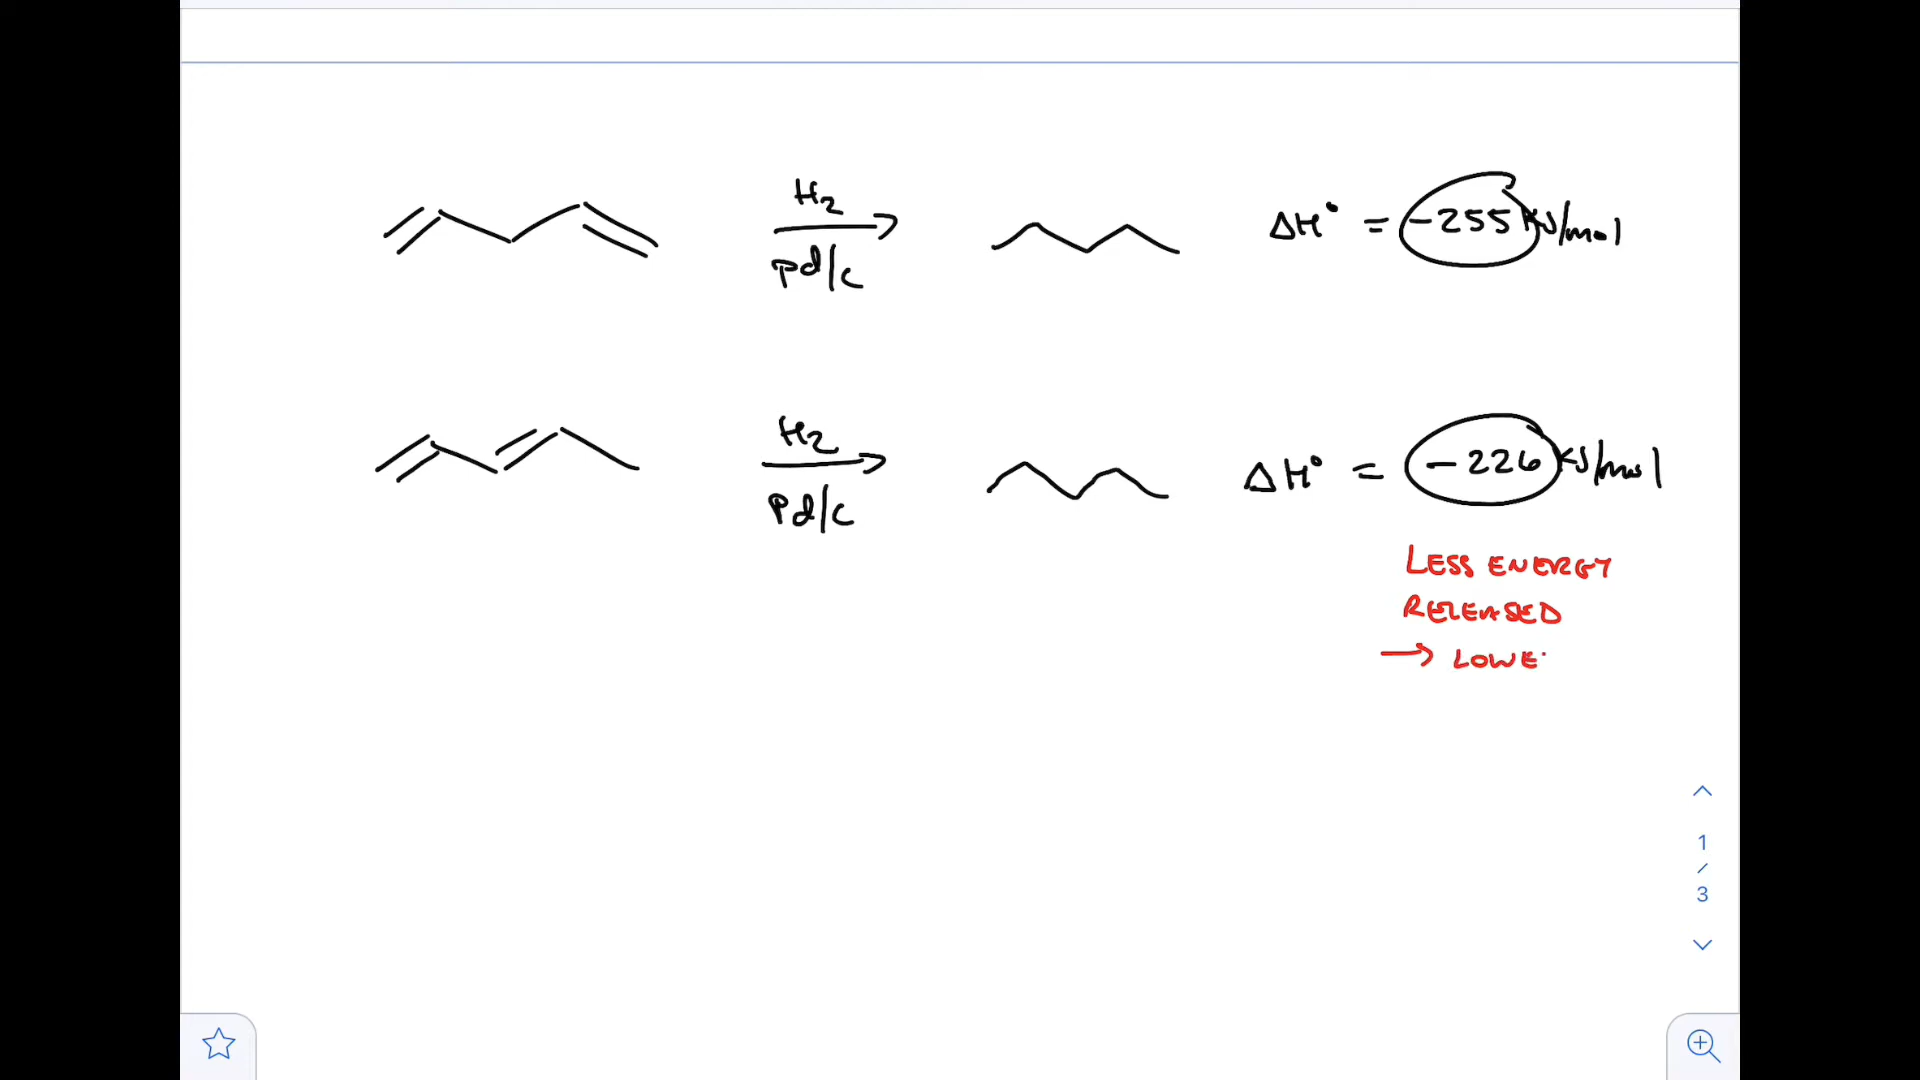 H2
Pd/C
ΔH° = -255 kJ/mol
H2
Pd/C
ΔH° = -226 kJ/mol
LESS ENERGY
RELEASED
→ LOWE
1
/
3